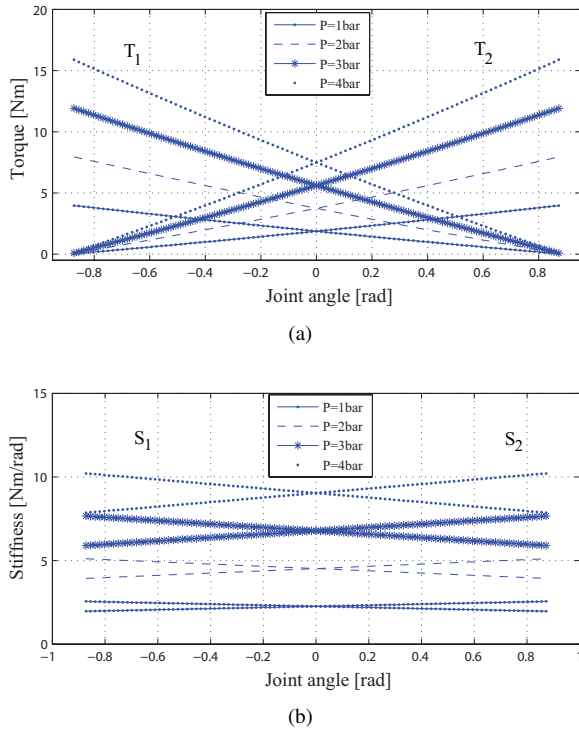 20
15
10
5
0
Torque [Nm]
T1
T2
P=1bar
P=2bar
P=3bar
P=4bar
−0.8 −0.6 −0.4 −0.2 0 0.2 0.4 0.6 0.8
Joint angle [rad]
(a)
15
10
5
0
Stiffness [Nm/rad]
S1
S2
P=1bar
P=2bar
P=3bar
P=4bar
−1 −0.8 −0.6 −0.4 −0.2 0 0.2 0.4 0.6 0.8 1
Joint angle [rad]
(b)